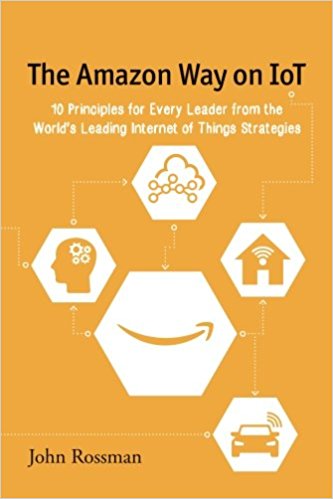 The Amazon Way on IoT
10 Principles for Every Leader from the
World's Leading Internet of Things Strategies
John Rossman